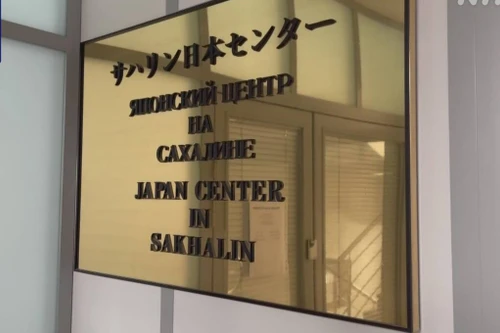 サハリン日本センター
ЯПОНСКИЙ ЦЕНТР
НА
САХАЛИНЕ
JAPAN CENTER
IN
SAKHALIN